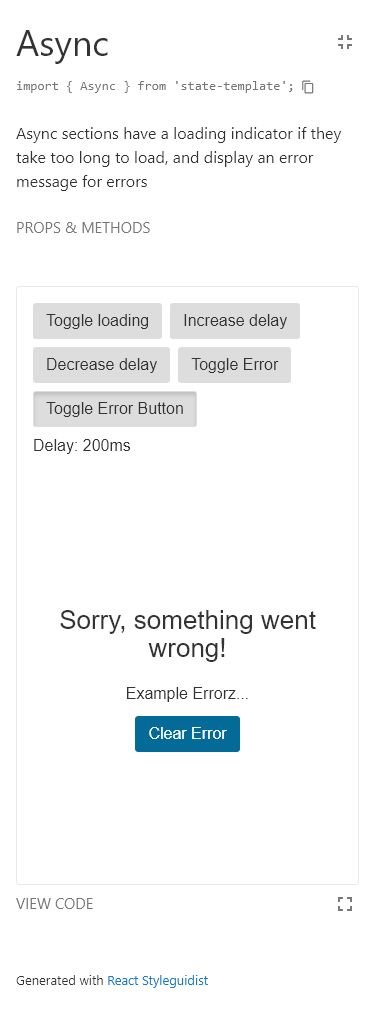 Async
import { Async } from 'state-template';
Async sections have a loading indicator if they
take too long to load, and display an error
message for errors
PROPS & METHODS
Toggle loading
Increase delay
Decrease delay
Toggle Error
Toggle Error Button
Delay: 200ms
Sorry, something went
wrong!
Example Errorz...
Clear Error
VIEW CODE
Generated with React Styleguidist